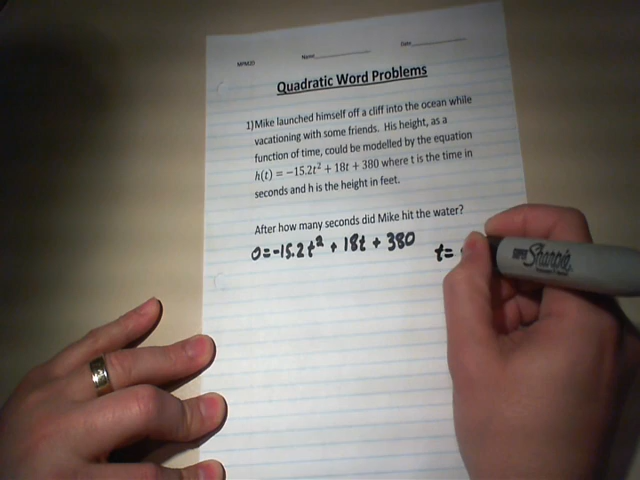 MPM2D Name Date
Quadratic Word Problems
1)Mike launched himself off a cliff into the ocean while
vacationing with some friends. His height, as a
function of time, could be modelled by the equation
h(t) = −15.2t² + 18t + 380 where t is the time in
seconds and h is the height in feet.
After how many seconds did Mike hit the water?
0=-15.2t² + 18t + 380 t=
SUPER Sharpie